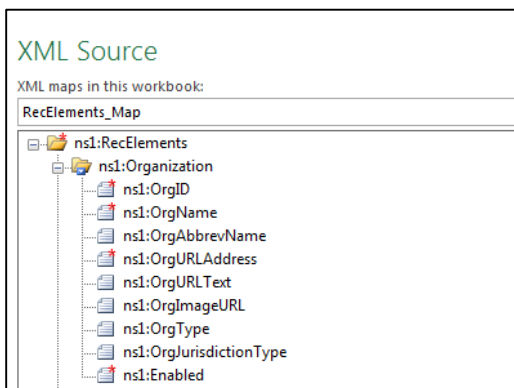 XML Source
XML maps in this workbook:
RecElements_Map
ns1:RecElements
ns1:Organization
ns1:OrgID
ns1:OrgName
ns1:OrgAbbrevName
ns1:OrgURLAddress
ns1:OrgURLText
ns1:OrgImageURL
ns1:OrgType
ns1:OrgJurisdictionType
ns1:Enabled